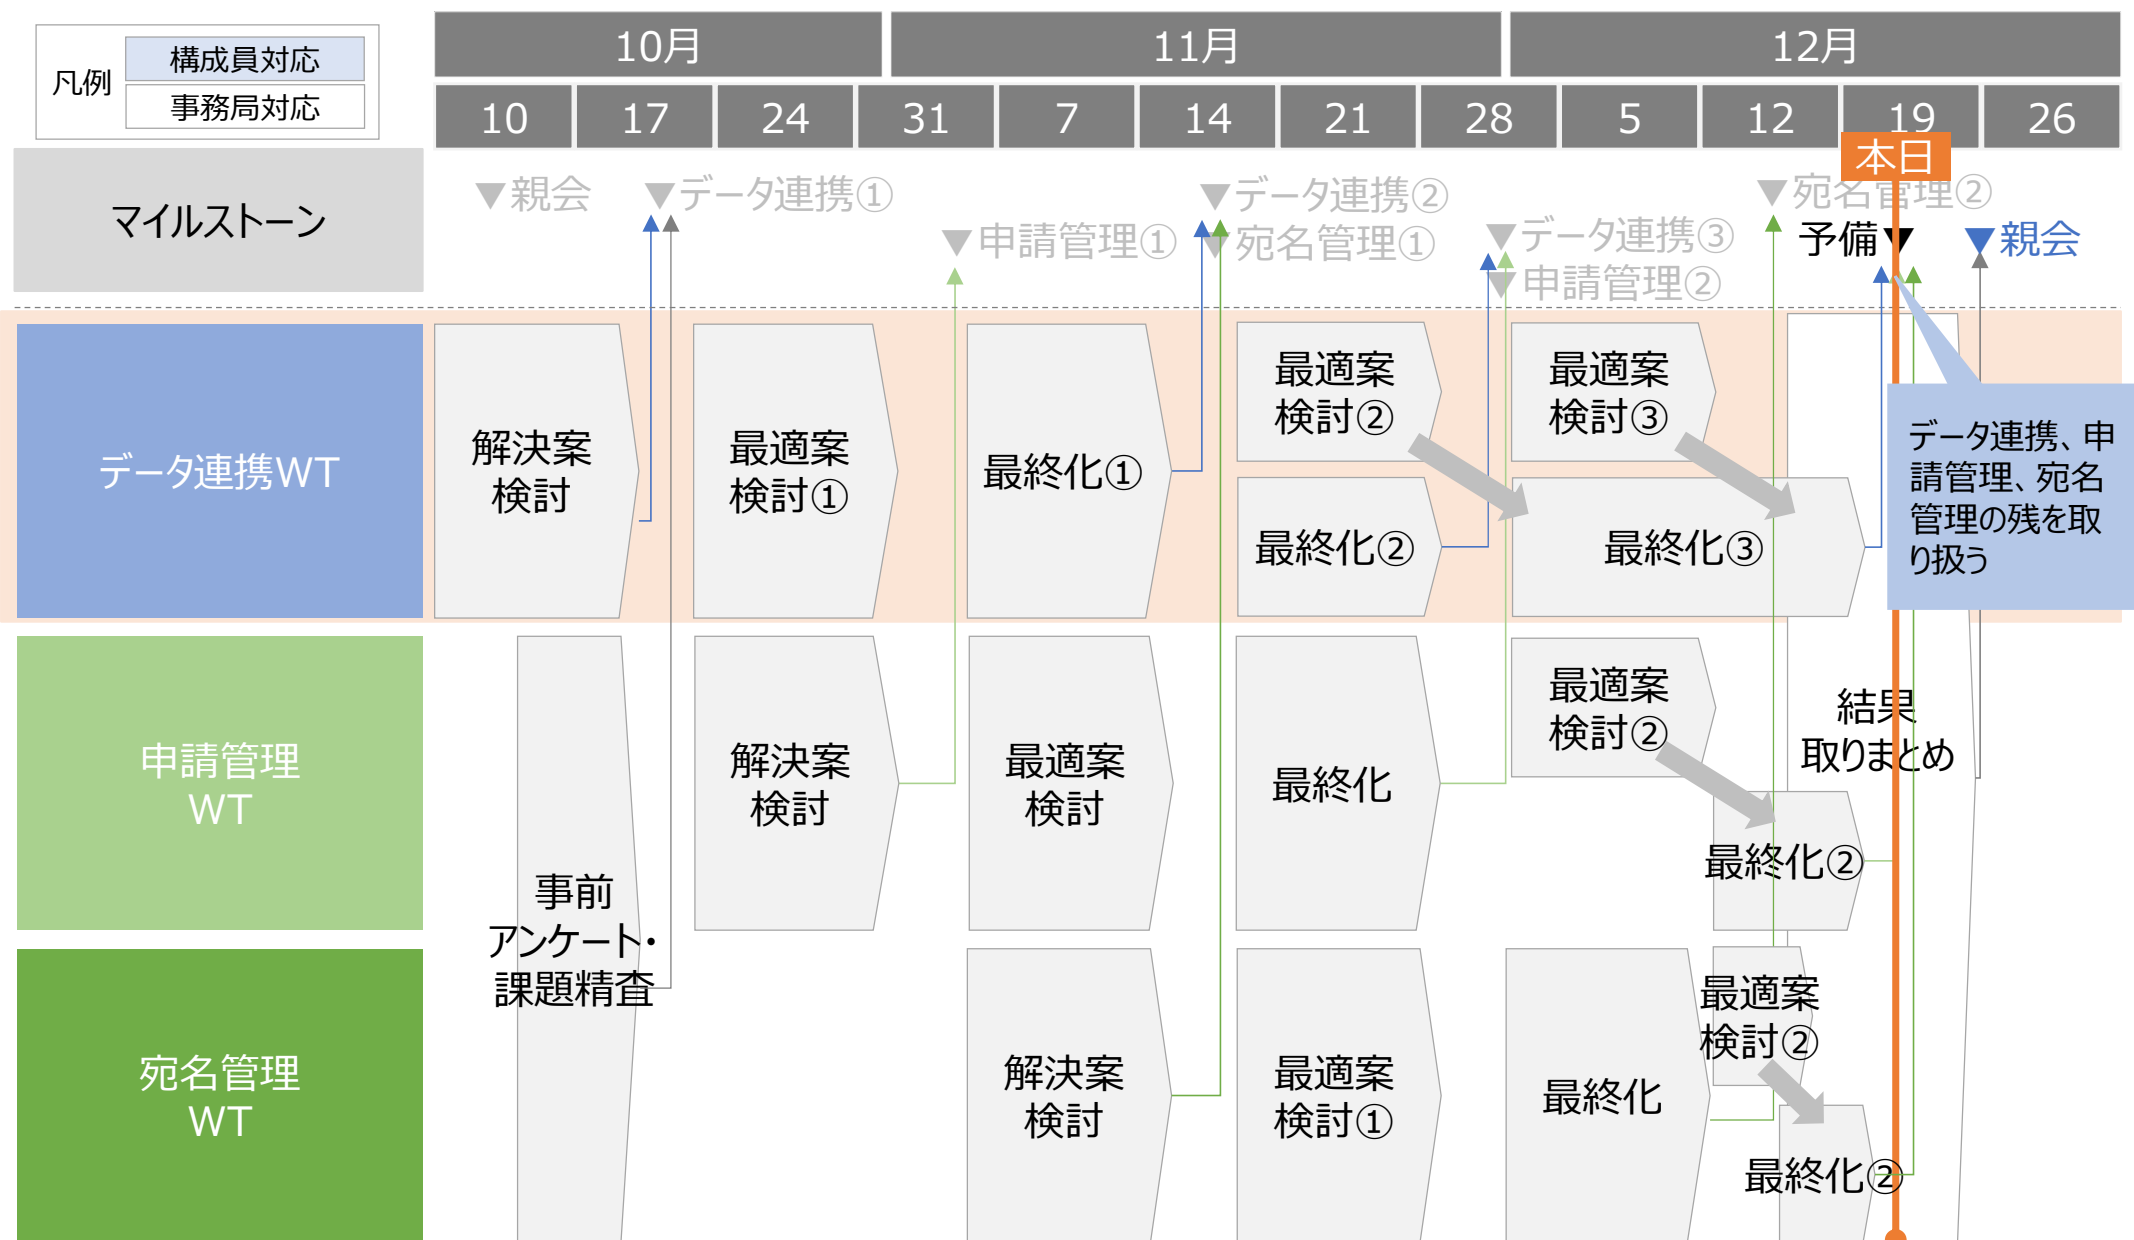 凡例
構成員対応
事務局対応
10月
11月
12月
10
17
24
31
7
14
21
28
5
12
19
26
本日
マイルストーン
▼親会
▼データ連携①
▼申請管理①
▼データ連携②
▼宛名管理①
▼データ連携③
▼申請管理②
▼宛名管理②
予備▼
▼親会
データ連携WT
解決案
検討
最適案
検討①
最終化①
最適案
検討②
最終化②
最適案
検討③
最終化③
データ連携、申
請管理、宛名
管理の残を取
り扱う
申請管理
WT
解決案
検討
最適案
検討
最終化
最適案
検討②
最終化②
結果
取りまとめ
事前
アンケート・
課題精査
宛名管理
WT
解決案
検討
最適案
検討①
最終化
最適案
検討②
最終化②